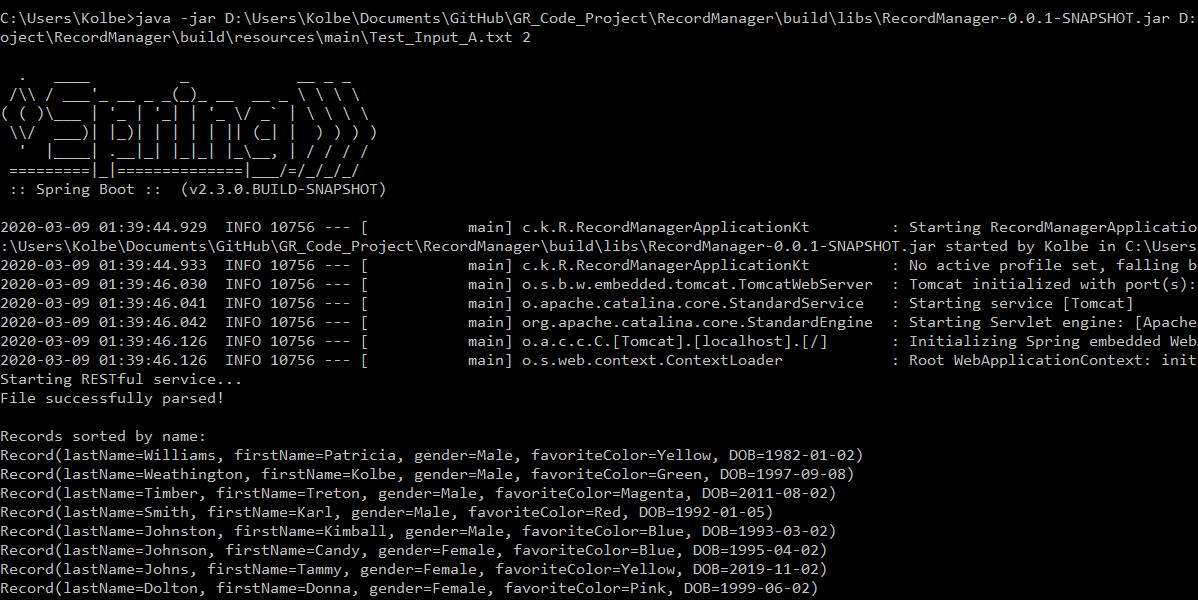 C:\Users\Kolbe>java -jar D:\Users\Kolbe\Documents\GitHub\GR_Code_Project\RecordManager\build\libs\RecordManager-0.0.1-SNAPSHOT.jar D:
oject\RecordManager\build\resources\main\Test_Input_A.txt 2
  .   ____          _            __ _ _
 /\\ / ___'_ __ _ _(_)_ __  __ _ \ \ \ \
( ( )\___ | '_ | '_| | '_ \/ _` | \ \ \ \
 \\/  ___)| |_)| | | | | || (_| |  ) ) ) )
  '  |____| .__|_| |_|_| |_\__, | / / / /
 =========|_|==============|___/=/_/_/_/
 :: Spring Boot ::  (v2.3.0.BUILD-SNAPSHOT)
2020-03-09 01:39:44.929  INFO 10756 --- [           main] c.k.R.RecordManagerApplicationKt         : Starting RecordManagerApplicatio
:\Users\Kolbe\Documents\GitHub\GR_Code_Project\RecordManager\build\libs\RecordManager-0.0.1-SNAPSHOT.jar started by Kolbe in C:\Users
2020-03-09 01:39:44.933  INFO 10756 --- [           main] c.k.R.RecordManagerApplicationKt         : No active profile set, falling b
2020-03-09 01:39:46.030  INFO 10756 --- [           main] o.s.b.w.embedded.tomcat.TomcatWebServer  : Tomcat initialized with port(s):
2020-03-09 01:39:46.041  INFO 10756 --- [           main] o.apache.catalina.core.StandardService   : Starting service [Tomcat]
2020-03-09 01:39:46.042  INFO 10756 --- [           main] org.apache.catalina.core.StandardEngine  : Starting Servlet engine: [Apache
2020-03-09 01:39:46.126  INFO 10756 --- [           main] o.a.c.c.C.[Tomcat].[localhost].[/]       : Initializing Spring embedded Web
2020-03-09 01:39:46.126  INFO 10756 --- [           main] o.s.web.context.ContextLoader            : Root WebApplicationContext: init
Starting RESTful service...
File successfully parsed!
Records sorted by name:
Record(lastName=Williams, firstName=Patricia, gender=Male, favoriteColor=Yellow, DOB=1982-01-02)
Record(lastName=Weathington, firstName=Kolbe, gender=Male, favoriteColor=Green, DOB=1997-09-08)
Record(lastName=Timber, firstName=Treton, gender=Male, favoriteColor=Magenta, DOB=2011-08-02)
Record(lastName=Smith, firstName=Karl, gender=Male, favoriteColor=Red, DOB=1992-01-05)
Record(lastName=Johnston, firstName=Kimball, gender=Male, favoriteColor=Blue, DOB=1993-03-02)
Record(lastName=Johnson, firstName=Candy, gender=Female, favoriteColor=Blue, DOB=1995-04-02)
Record(lastName=Johns, firstName=Tammy, gender=Female, favoriteColor=Yellow, DOB=2019-11-02)
Record(lastName=Dolton, firstName=Donna, gender=Female, favoriteColor=Pink, DOB=1999-06-02)